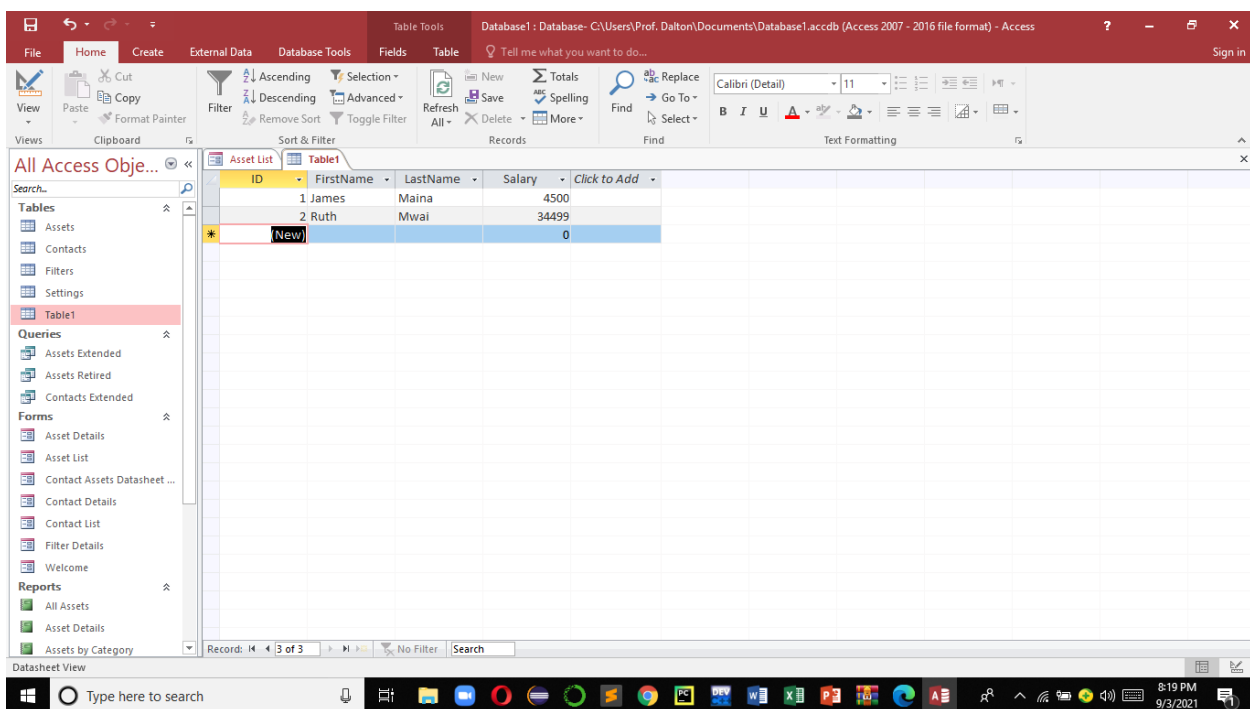 Table Tools Database1 : Database- C:\Users\Prof. Dalton\Documents\Database1.accdb (Access 2007 - 2016 file format) - Access ?
File Home Create External Data Database Tools Fields Table Tell me what you want to do... Sign in
View
Views
Paste
Cut
Copy
Format Painter
Clipboard
Filter
Ascending
Descending
Remove Sort
Selection
Advanced
Toggle Filter
Sort & Filter
Refresh
All
New
Save
Delete
Totals
Spelling
More
Records
Find
Replace
Go To
Select
Find
Calibri (Detail) 11
B I U A
Text Formatting
All Access Obje...
Search..
Tables
Assets
Contacts
Filters
Settings
Table1
Queries
Assets Extended
Assets Retired
Contacts Extended
Forms
Asset Details
Asset List
Contact Assets Datasheet ...
Contact Details
Contact List
Filter Details
Welcome
Reports
All Assets
Asset Details
Assets by Category
Asset List Table1
ID FirstName LastName Salary Click to Add
1 James Maina 4500
2 Ruth Mwai 34499
(New) 0
Record: 3 of 3 No Filter Search
Datasheet View
Type here to search
8:19 PM
9/3/2021